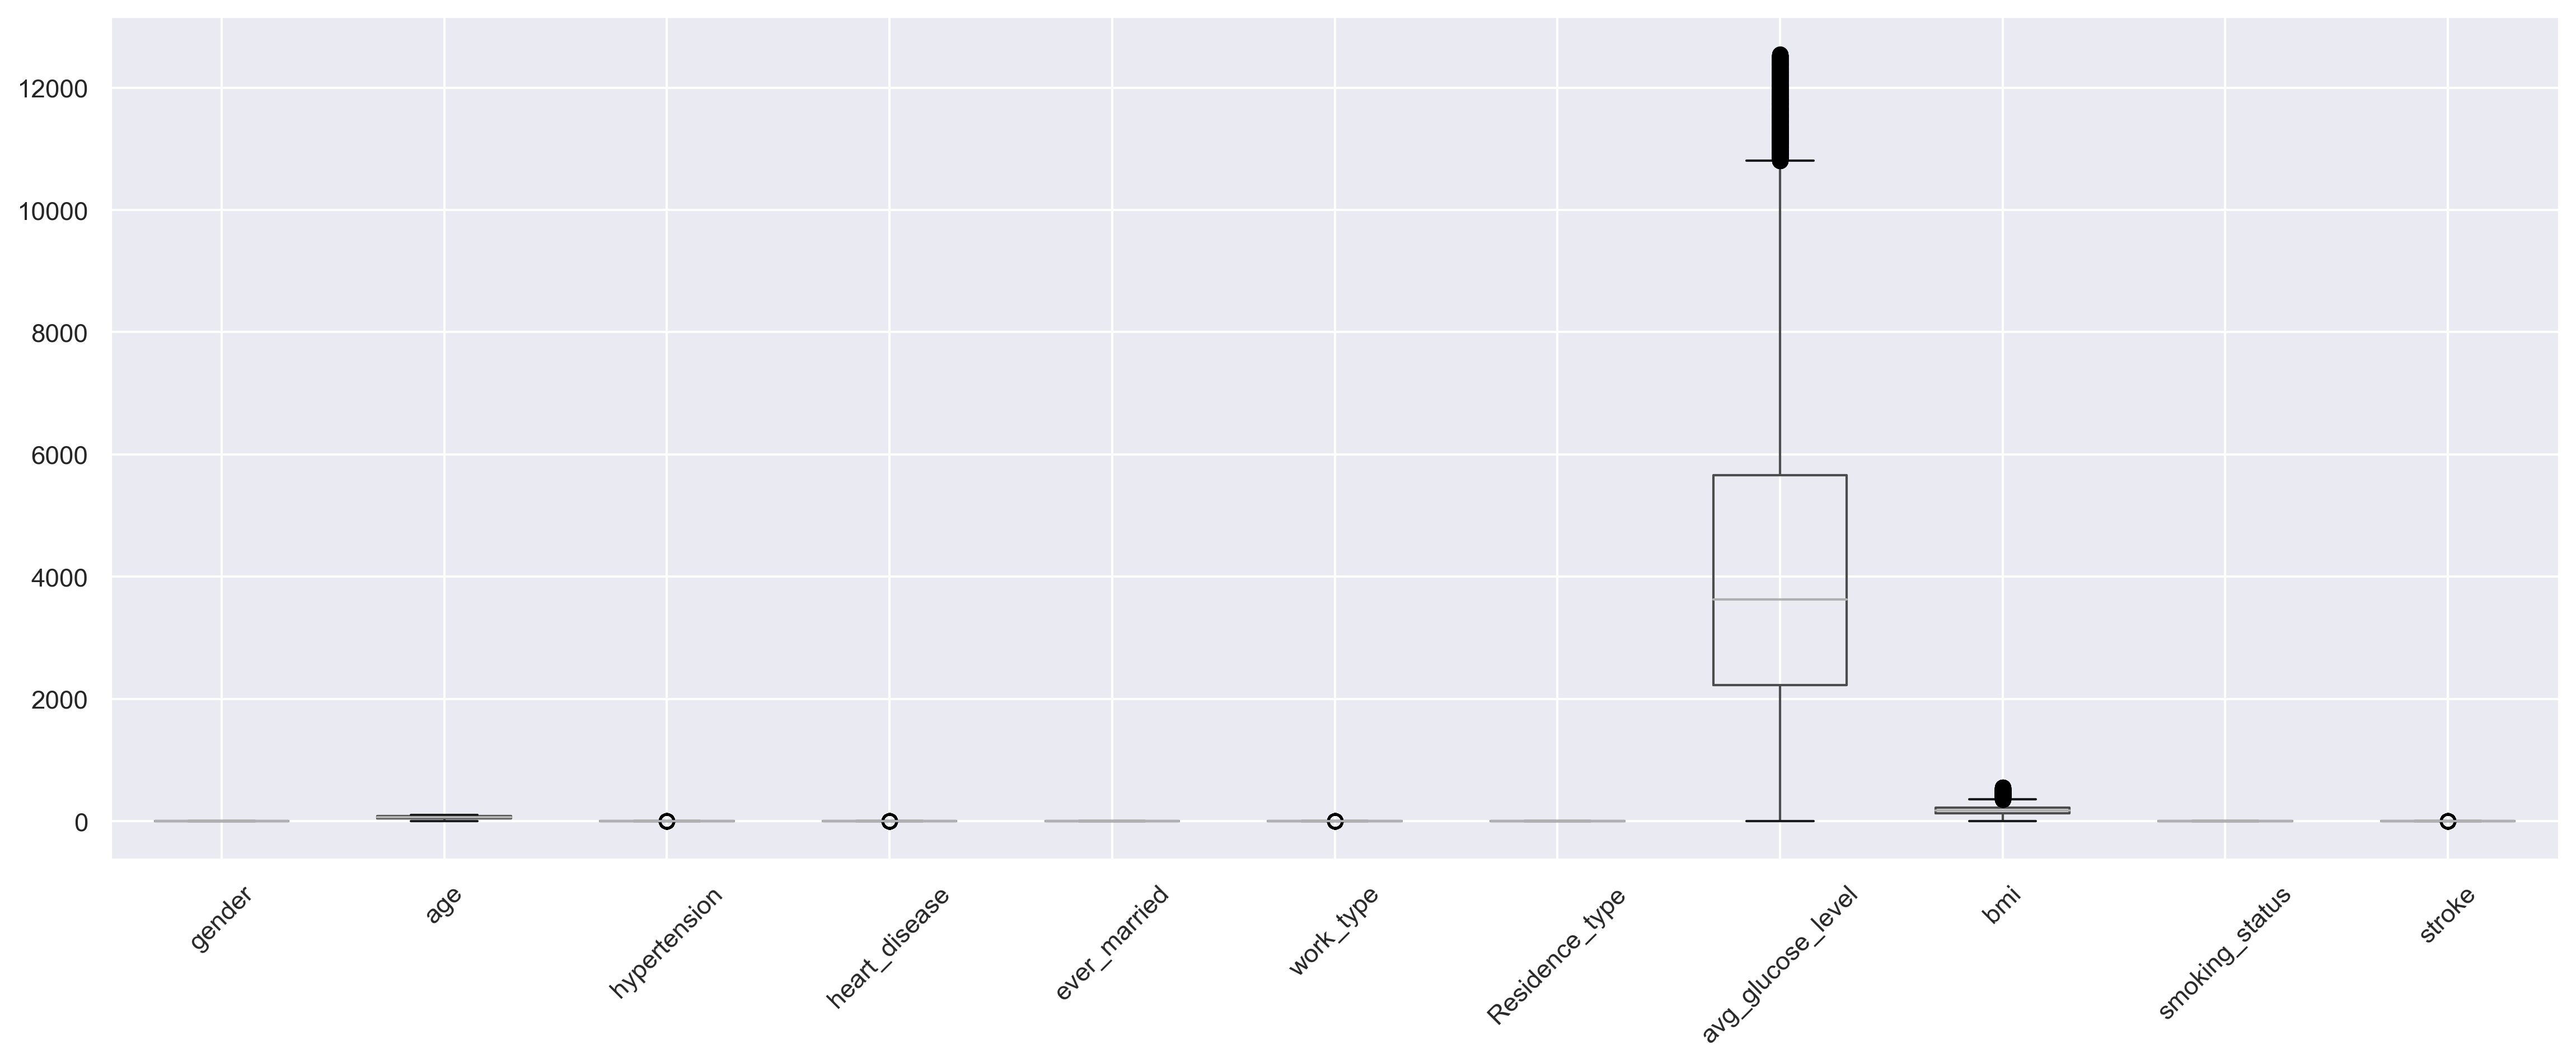 12000
10000
8000
6000
4000
2000
0
gender
age
hypertension
heart_disease
ever_married
work_type
Residence_type
avg_glucose_level
bmi
smoking_status
stroke